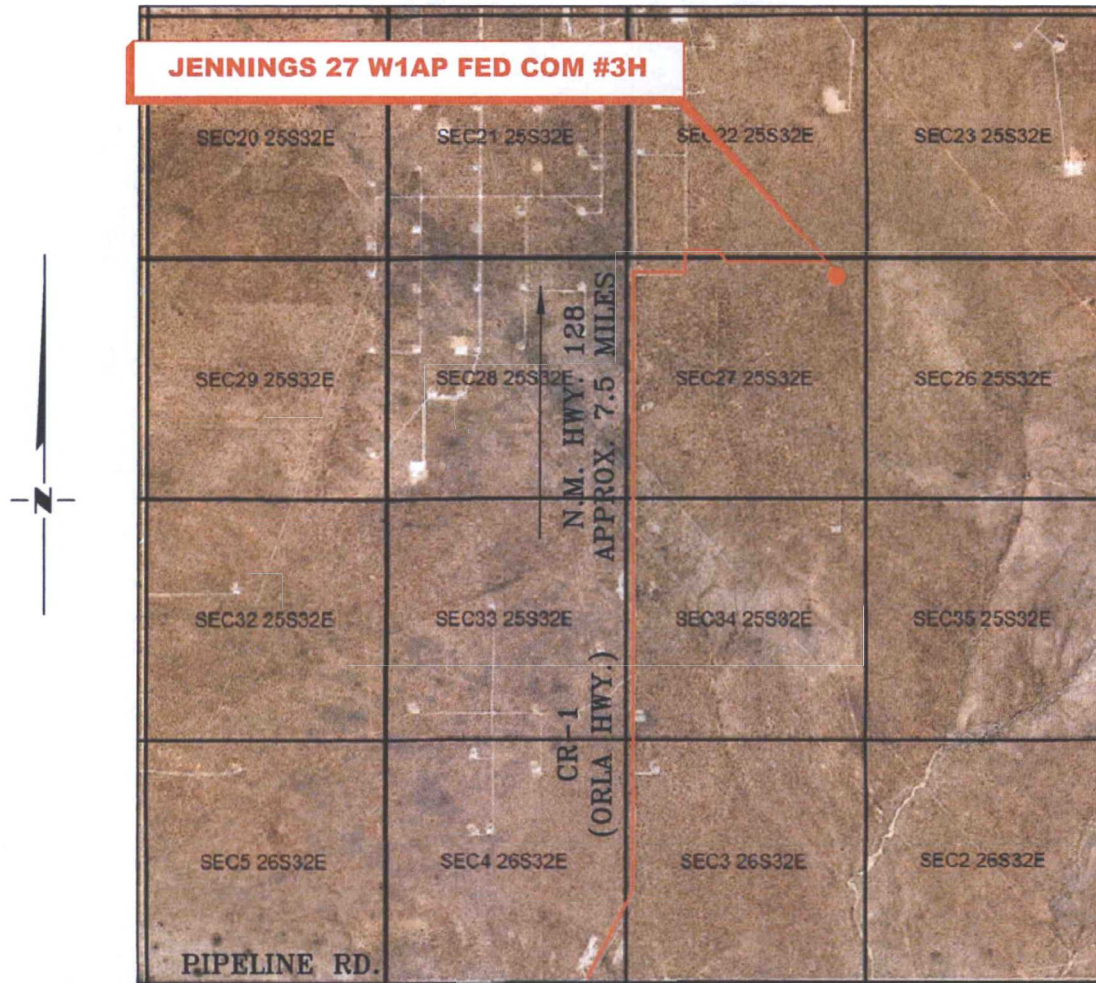 JENNINGS 27 W1AP FED COM #3H
SEC20 25S32E
SEC21 25S32E
SEC22 25S32E
SEC23 25S32E
SEC29 25S32E
SEC28 25S32E
SEC27 25S32E
SEC26 25S32E
N.M. HWY. 128
APPROX. 7.5 MILES
N
SEC32 25S32E
SEC33 25S32E
SEC34 25S32E
SEC35 25S32E
CR-1
(ORLA HWY.)
SEC5 26S32E
SEC4 26S32E
SEC3 26S32E
SEC2 26S32E
PIPELINE RD.